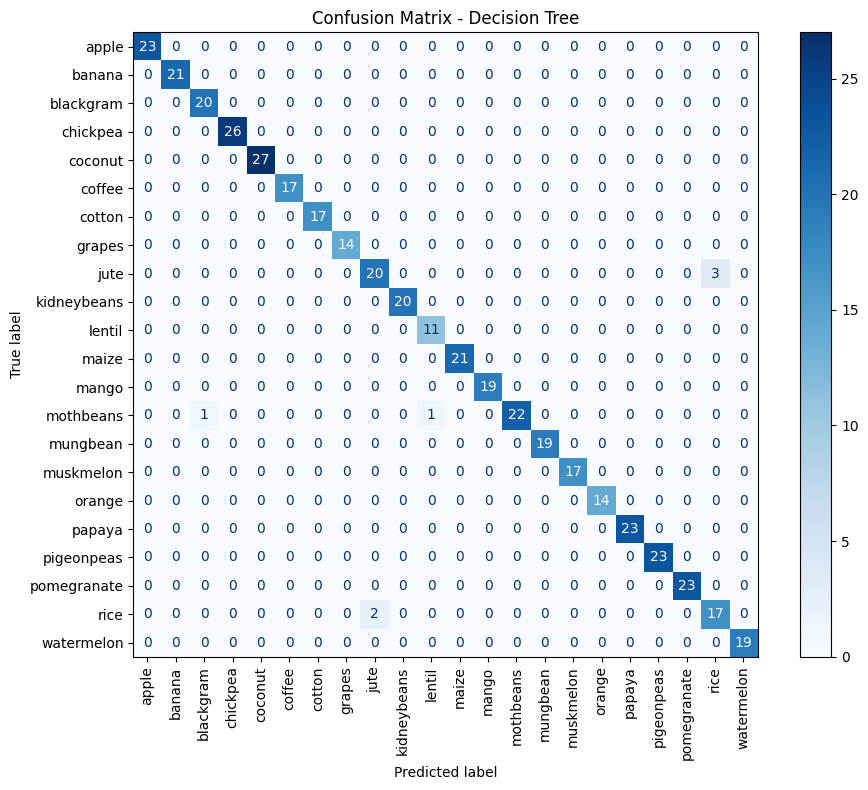 Confusion Matrix - Decision Tree
True label
apple 23 0 0 0 0 0 0 0 0 0 0 0 0 0 0 0 0 0 0 0 0 0
banana 0 21 0 0 0 0 0 0 0 0 0 0 0 0 0 0 0 0 0 0 0 0
blackgram 0 0 20 0 0 0 0 0 0 0 0 0 0 0 0 0 0 0 0 0 0 0
chickpea 0 0 0 26 0 0 0 0 0 0 0 0 0 0 0 0 0 0 0 0 0 0
coconut 0 0 0 0 27 0 0 0 0 0 0 0 0 0 0 0 0 0 0 0 0 0
coffee 0 0 0 0 0 17 0 0 0 0 0 0 0 0 0 0 0 0 0 0 0 0
cotton 0 0 0 0 0 0 17 0 0 0 0 0 0 0 0 0 0 0 0 0 0 0
grapes 0 0 0 0 0 0 0 14 0 0 0 0 0 0 0 0 0 0 0 0 0 0
jute 0 0 0 0 0 0 0 0 20 0 0 0 0 0 0 0 0 0 0 0 3 0
kidneybeans 0 0 0 0 0 0 0 0 0 20 0 0 0 0 0 0 0 0 0 0 0 0
lentil 0 0 0 0 0 0 0 0 0 0 11 0 0 0 0 0 0 0 0 0 0 0
maize 0 0 0 0 0 0 0 0 0 0 0 21 0 0 0 0 0 0 0 0 0 0
mango 0 0 0 0 0 0 0 0 0 0 0 0 19 0 0 0 0 0 0 0 0 0
mothbeans 0 0 1 0 0 0 0 0 0 0 1 0 0 22 0 0 0 0 0 0 0 0
mungbean 0 0 0 0 0 0 0 0 0 0 0 0 0 0 19 0 0 0 0 0 0 0
muskmelon 0 0 0 0 0 0 0 0 0 0 0 0 0 0 0 17 0 0 0 0 0 0
orange 0 0 0 0 0 0 0 0 0 0 0 0 0 0 0 0 14 0 0 0 0 0
papaya 0 0 0 0 0 0 0 0 0 0 0 0 0 0 0 0 0 23 0 0 0 0
pigeonpeas 0 0 0 0 0 0 0 0 0 0 0 0 0 0 0 0 0 0 23 0 0 0
pomegranate 0 0 0 0 0 0 0 0 0 0 0 0 0 0 0 0 0 0 0 23 0 0
rice 0 0 0 0 0 0 0 0 2 0 0 0 0 0 0 0 0 0 0 0 17 0
watermelon 0 0 0 0 0 0 0 0 0 0 0 0 0 0 0 0 0 0 0 0 0 19
apple
banana
blackgram
chickpea
coconut
coffee
cotton
grapes
jute
kidneybeans
lentil
maize
mango
mothbeans
mungbean
muskmelon
orange
papaya
pigeonpeas
pomegranate
rice
watermelon
Predicted label
25
20
15
10
5
0